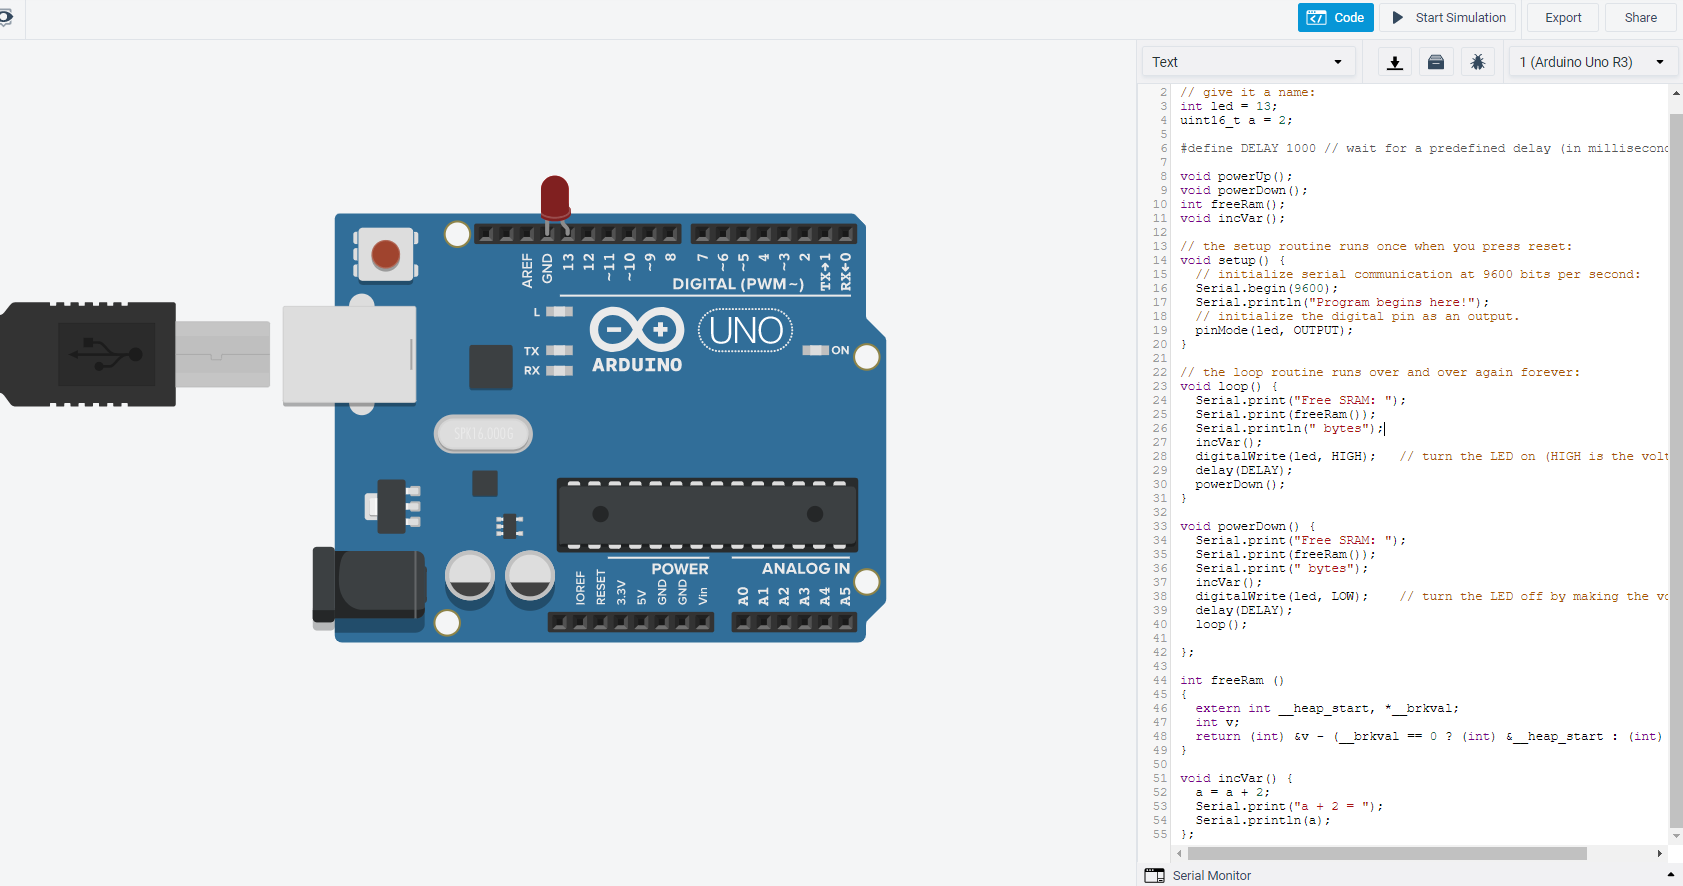 Code
Start Simulation
Export
Share
Text
1 (Arduino Uno R3)
2 // give it a name:
3 int led = 13;
4 uint16_t a = 2;
5
6 #define DELAY 1000 // wait for a predefined delay (in millisecon
7
8 void powerUp();
9 void powerDown();
10 int freeRam();
11 void incVar();
12
13 // the setup routine runs once when you press reset:
14 void setup() {
15 // initialize serial communication at 9600 bits per second:
16 Serial.begin(9600);
17 Serial.println("Program begins here!");
18 // initialize the digital pin as an output.
19 pinMode(led, OUTPUT);
20 }
21
22 // the loop routine runs over and over again forever:
23 void loop() {
24 Serial.print("Free SRAM: ");
25 Serial.print(freeRam());
26 Serial.println(" bytes");
27 incVar();
28 digitalWrite(led, HIGH); // turn the LED on (HIGH is the volt
29 delay(DELAY);
30 powerDown();
31 }
32
33 void powerDown() {
34 Serial.print("Free SRAM: ");
35 Serial.print(freeRam());
36 Serial.print(" bytes");
37 incVar();
38 digitalWrite(led, LOW); // turn the LED off by making the vo
39 delay(DELAY);
40 loop();
41
42 };
43
44 int freeRam ()
45 {
46 extern int __heap_start, *__brkval;
47 int v;
48 return (int) &v - (__brkval == 0 ? (int) &__heap_start : (int)
49 }
50
51 void incVar() {
52 a = a + 2;
53 Serial.print("a + 2 = ");
54 Serial.println(a);
55 };
Serial Monitor
AREF
GND
13
12
~11
~10
~9
8
7
~6
~5
4
~3
2
TX→1
RX←0
DIGITAL (PWM~)
L
TX
RX
ARDUINO
UNO
ON
SPK16.000G
POWER
ANALOG IN
IOREF
RESET
3.3V
5V
GND
GND
Vin
A0
A1
A2
A3
A4
A5